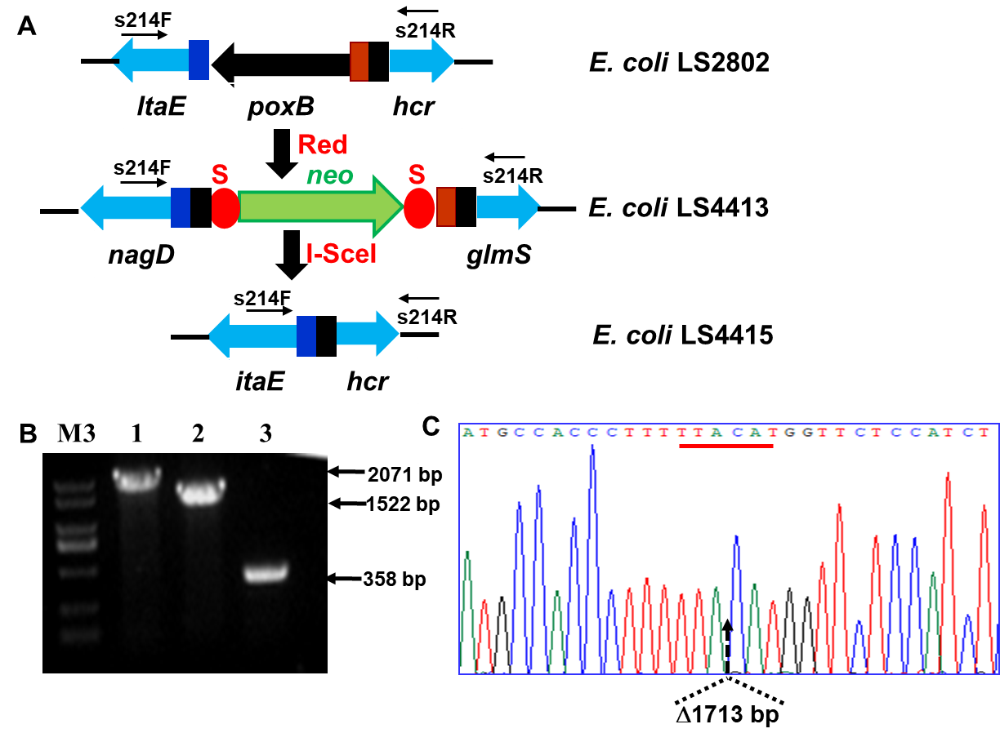 A
s214F
s214R
E. coli LS2802
ltaE
poxB
hcr
Red
s214F
S
neo
S
s214R
E. coli LS4413
nagD
I-SceI
glmS
s214F
s214R
E. coli LS4415
itaE
hcr
B
M3 1 2 3
2071 bp
1522 bp
358 bp
C
ATGCCACCCTTTTTACATGGTTCTCCATCT
Δ1713 bp